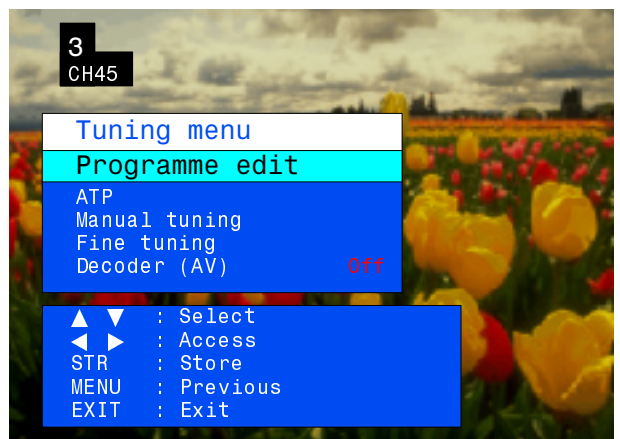 3
CH45
Tuning menu
Programme edit
ATP
Manual tuning
Fine tuning
Decoder (AV) Off
▲ ▼ : Select
◀ ▶ : Access
STR : Store
MENU : Previous
EXIT : Exit